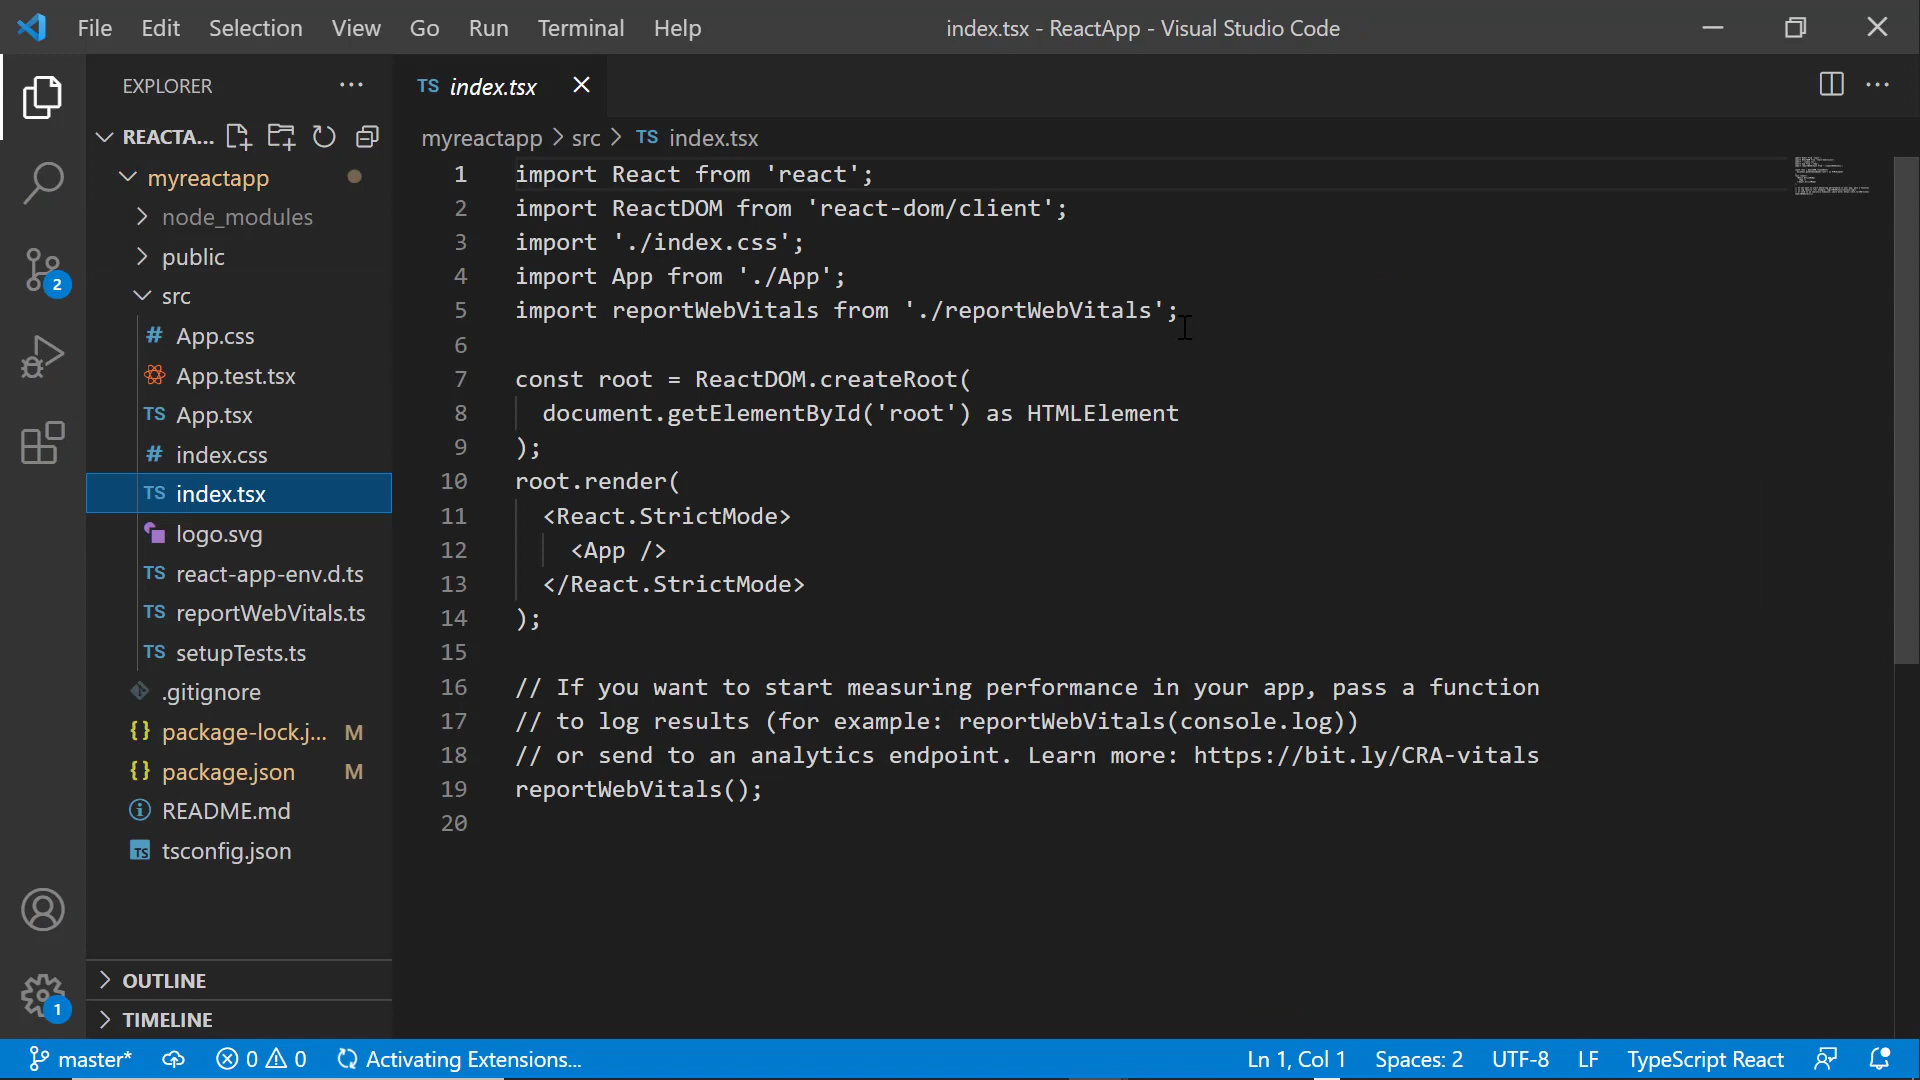 File Edit Selection View Go Run Terminal Help
index.tsx - ReactApp - Visual Studio Code
EXPLORER
REACTA...
myreactapp
node_modules
public
src
# App.css
App.test.tsx
TS App.tsx
# index.css
TS index.tsx
logo.svg
TS react-app-env.d.ts
TS reportWebVitals.ts
TS setupTests.ts
.gitignore
{} package-lock.j... M
{} package.json M
README.md
TS tsconfig.json
OUTLINE
TIMELINE
2
1
TS index.tsx
myreactapp > src > TS index.tsx
1 import React from 'react';
2 import ReactDOM from 'react-dom/client';
3 import './index.css';
4 import App from './App';
5 import reportWebVitals from './reportWebVitals';
6
7 const root = ReactDOM.createRoot(
8 document.getElementById('root') as HTMLElement
9 );
10 root.render(
11 <React.StrictMode>
12 <App />
13 </React.StrictMode>
14 );
15
16 // If you want to start measuring performance in your app, pass a function
17 // to log results (for example: reportWebVitals(console.log))
18 // or send to an analytics endpoint. Learn more: https://bit.ly/CRA-vitals
19 reportWebVitals();
20
master* 0 0 Activating Extensions... Ln 1, Col 1 Spaces: 2 UTF-8 LF TypeScript React